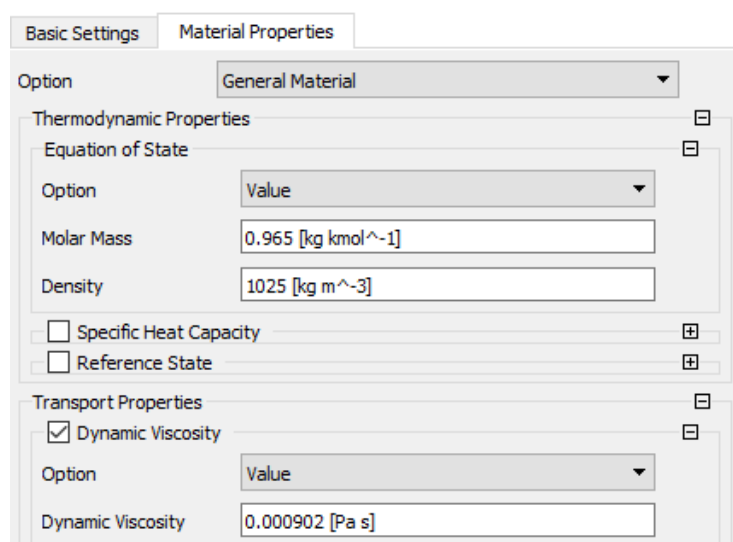 Basic Settings Material Properties
Option General Material
Thermodynamic Properties
Equation of State
Option Value
Molar Mass 0.965 [kg kmol^-1]
Density 1025 [kg m^-3]
Specific Heat Capacity
Reference State
Transport Properties
Dynamic Viscosity
Option Value
Dynamic Viscosity 0.000902 [Pa s]